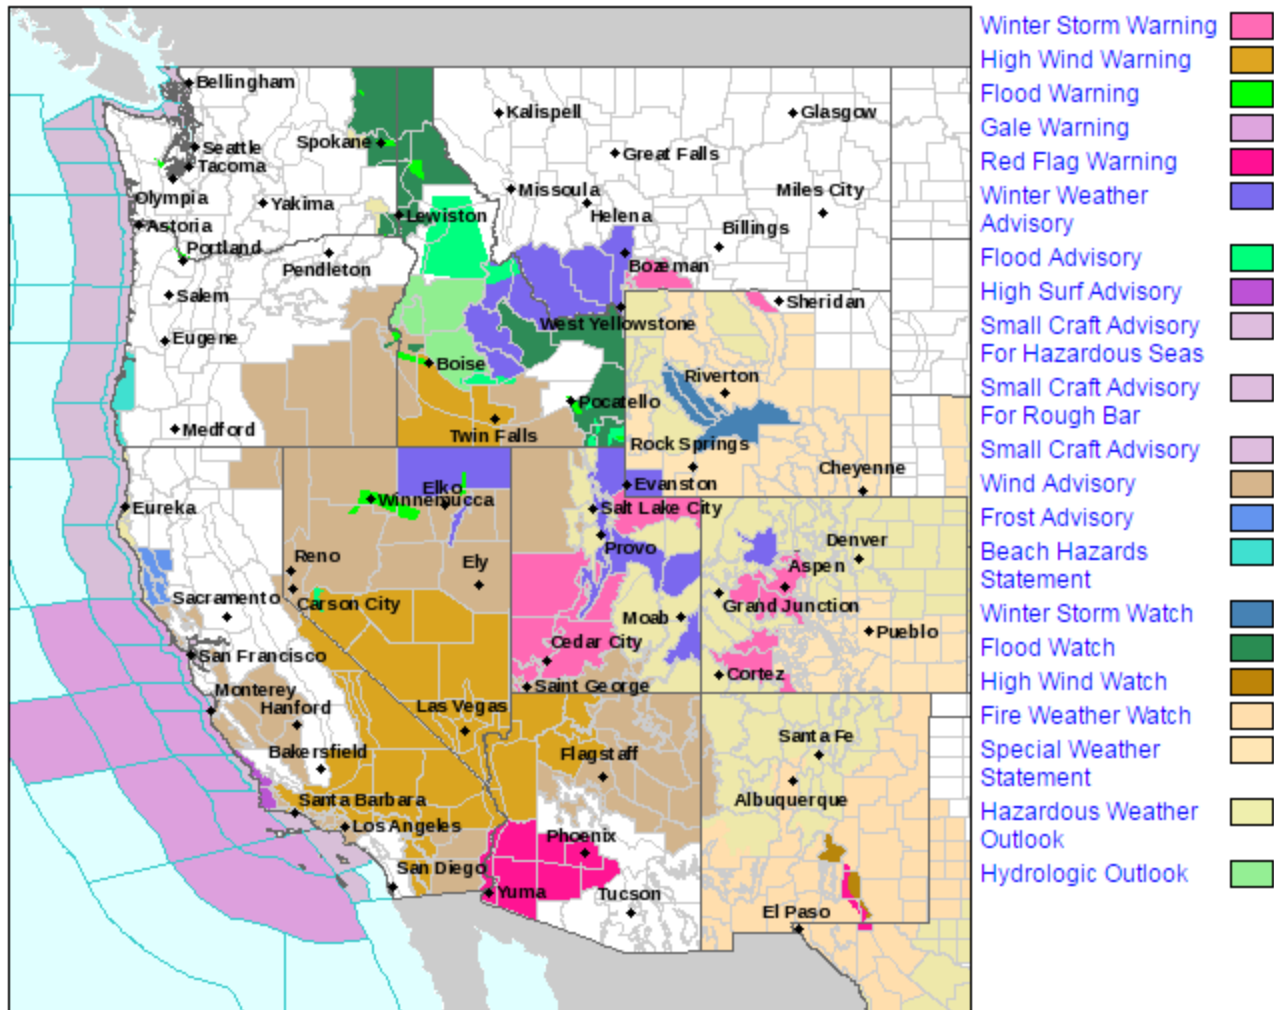 Bellingham
Kalispell
Glasgow
Spokane
Seattle
Great Falls
Tacoma
Missoula
Miles City
Olympia
Yakima
Helena
Lewiston
Astoria
Billings
Portland
Pendleton
Bozeman
Salem
Sheridan
West Yellowstone
Eugene
Boise
Riverton
Pocatello
Medford
Twin Falls
Rock Springs
Cheyenne
Elko
Evanston
Winnemucca
Eureka
Salt Lake City
Denver
Provo
Reno
Ely
Aspen
Sacramento
Carson City
Grand Junction
Moab
Pueblo
Cedar City
San Francisco
Cortez
Saint George
Monterey
Hanford
Las Vegas
Santa Fe
Bakersfield
Flagstaff
Santa Barbara
Albuquerque
Los Angeles
Phoenix
San Diego
Yuma
Tucson
El Paso
Winter Storm Warning
High Wind Warning
Flood Warning
Gale Warning
Red Flag Warning
Winter Weather
Advisory
Flood Advisory
High Surf Advisory
Small Craft Advisory
For Hazardous Seas
Small Craft Advisory
For Rough Bar
Small Craft Advisory
Wind Advisory
Frost Advisory
Beach Hazards
Statement
Winter Storm Watch
Flood Watch
High Wind Watch
Fire Weather Watch
Special Weather
Statement
Hazardous Weather
Outlook
Hydrologic Outlook